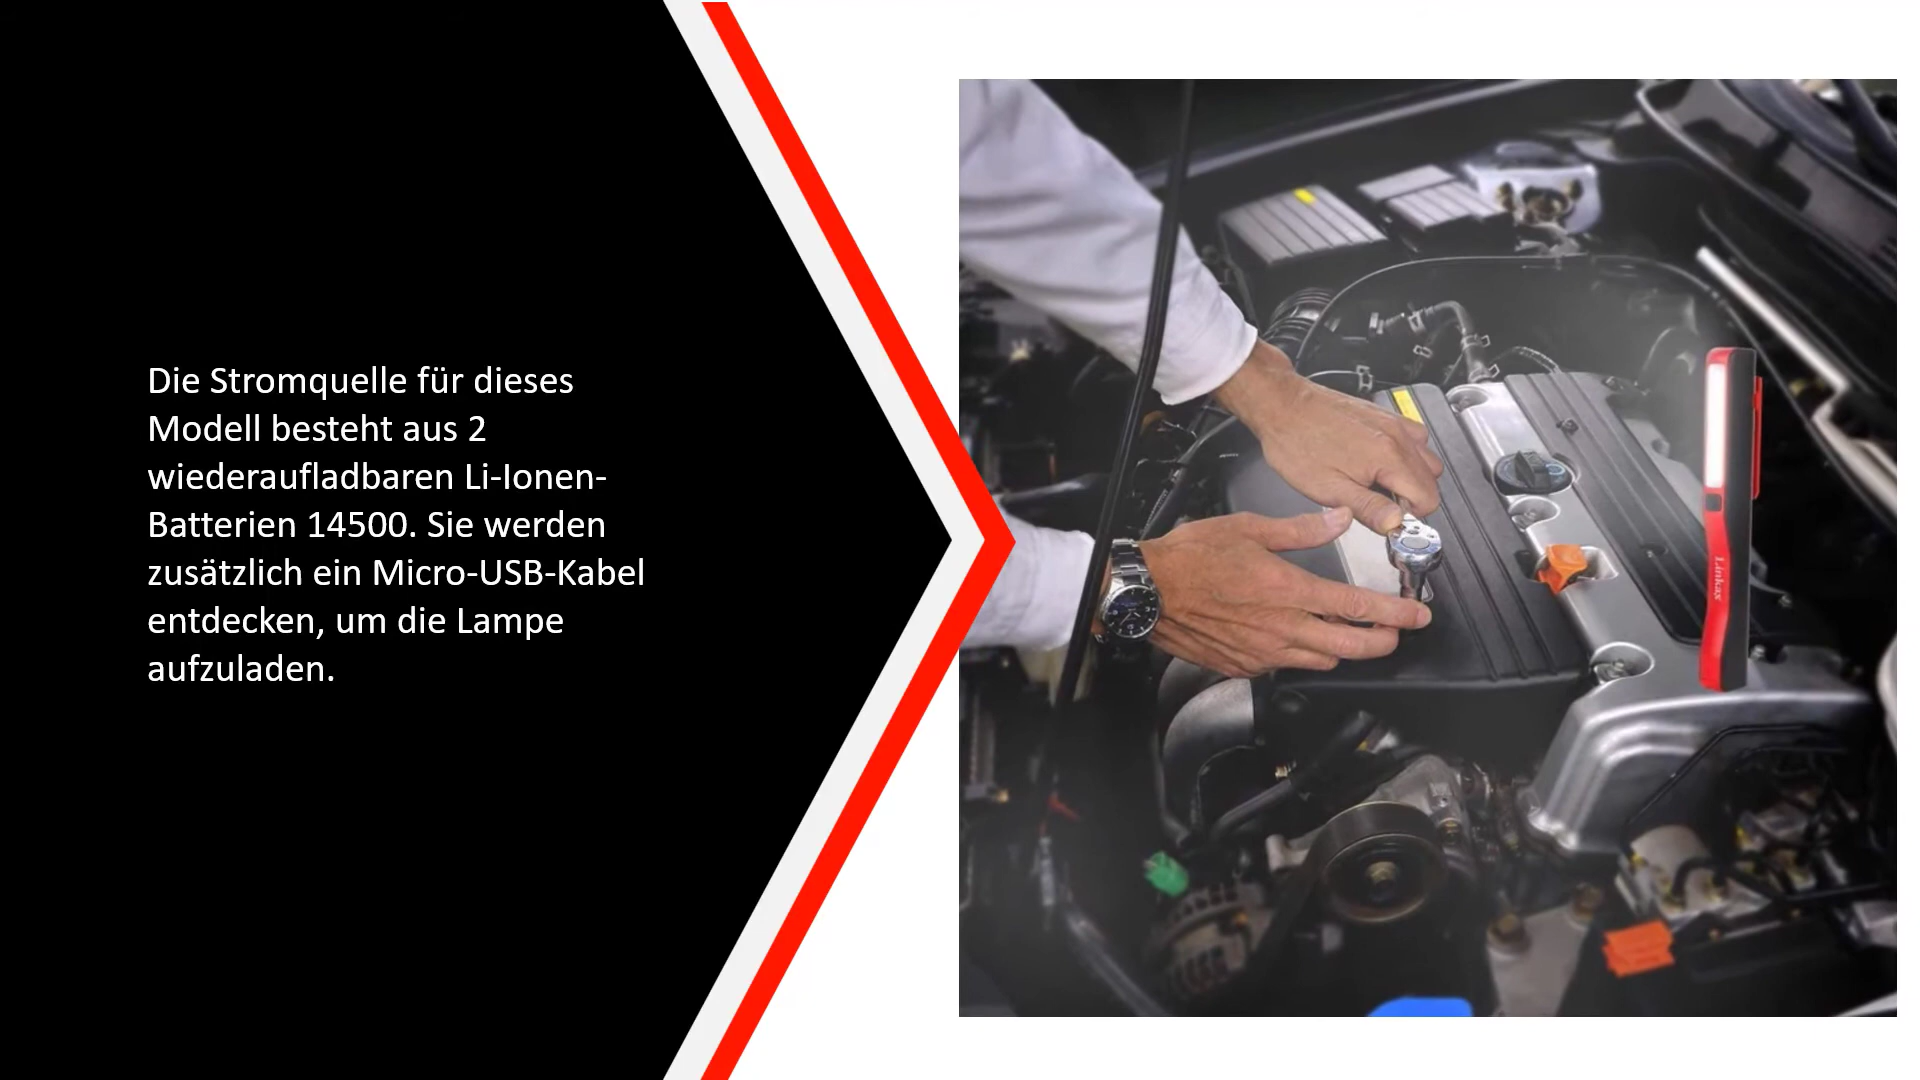 Die Stromquelle für dieses
Modell besteht aus 2
wiederaufladbaren Li-Ionen-
Batterien 14500. Sie werden
zusätzlich ein Micro-USB-Kabel
entdecken, um die Lampe
aufzuladen.
Linkax